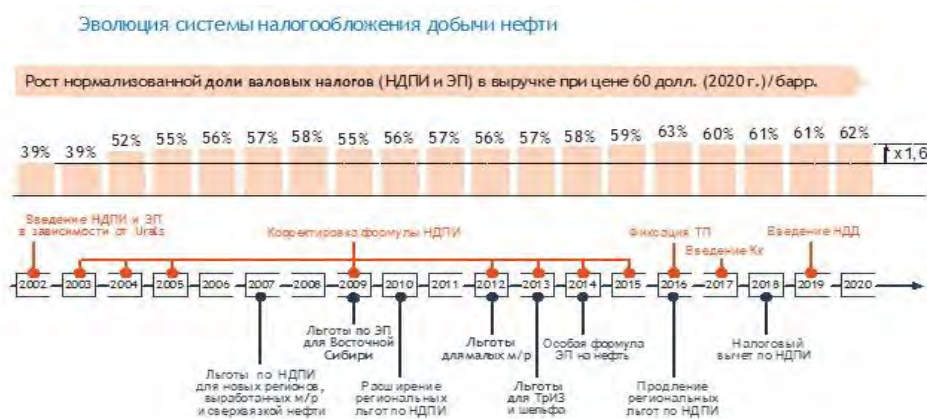 Эволюция системы налогообложения добычи нефти
Рост нормализованной доли валовых налогов (НДПИ и ЭП) в выручке при цене 60 долл. (2020 г.)/барр.
39% 39% 52% 55% 56% 57% 58% 55% 56% 57% 56% 57% 58% 59% 63% 60% 61% 61% 62%
x1,6
Введение НДПИ и ЭП
в зависимости от Urals
Корректировка формулы НДПИ
Фиксация ТП
Введение Кк
Введение НДД
2002 2003 2004 2005 2006 2007 2008 2009 2010 2011 2012 2013 2014 2015 2016 2017 2018 2019 2020
Льготы по ЭП
для Восточной
Сибири
Льготы
для малых м/р
Особая формула
ЭП на нефть
Налоговый
вычет по НДПИ
Льготы по НДПИ
для новых регионов,
выработанных м/р
и сверхвязкой нефти
Расширение
региональных
льгот по НДПИ
Льготы
для ТрИЗ
и шельфа
Продление
региональных
льгот по НДПИ